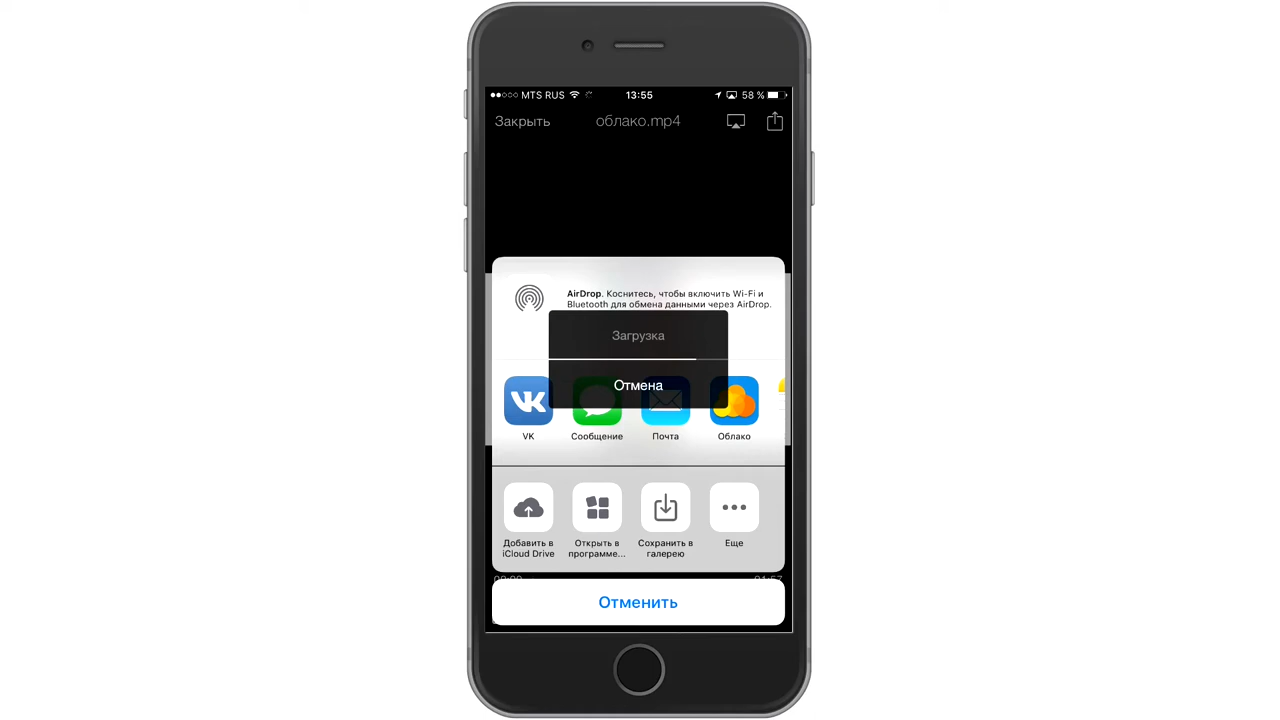 MTS RUS 13:55 58 %
Закрыть облако.mp4
AirDrop. Коснитесь, чтобы включить Wi-Fi и
Bluetooth для обмена данными через AirDrop.
Загрузка
Отмена
VK Сообщение Почта Облако
Добавить в Открыть в Сохранить в Еще
iCloud Drive программе... галерею
Отменить